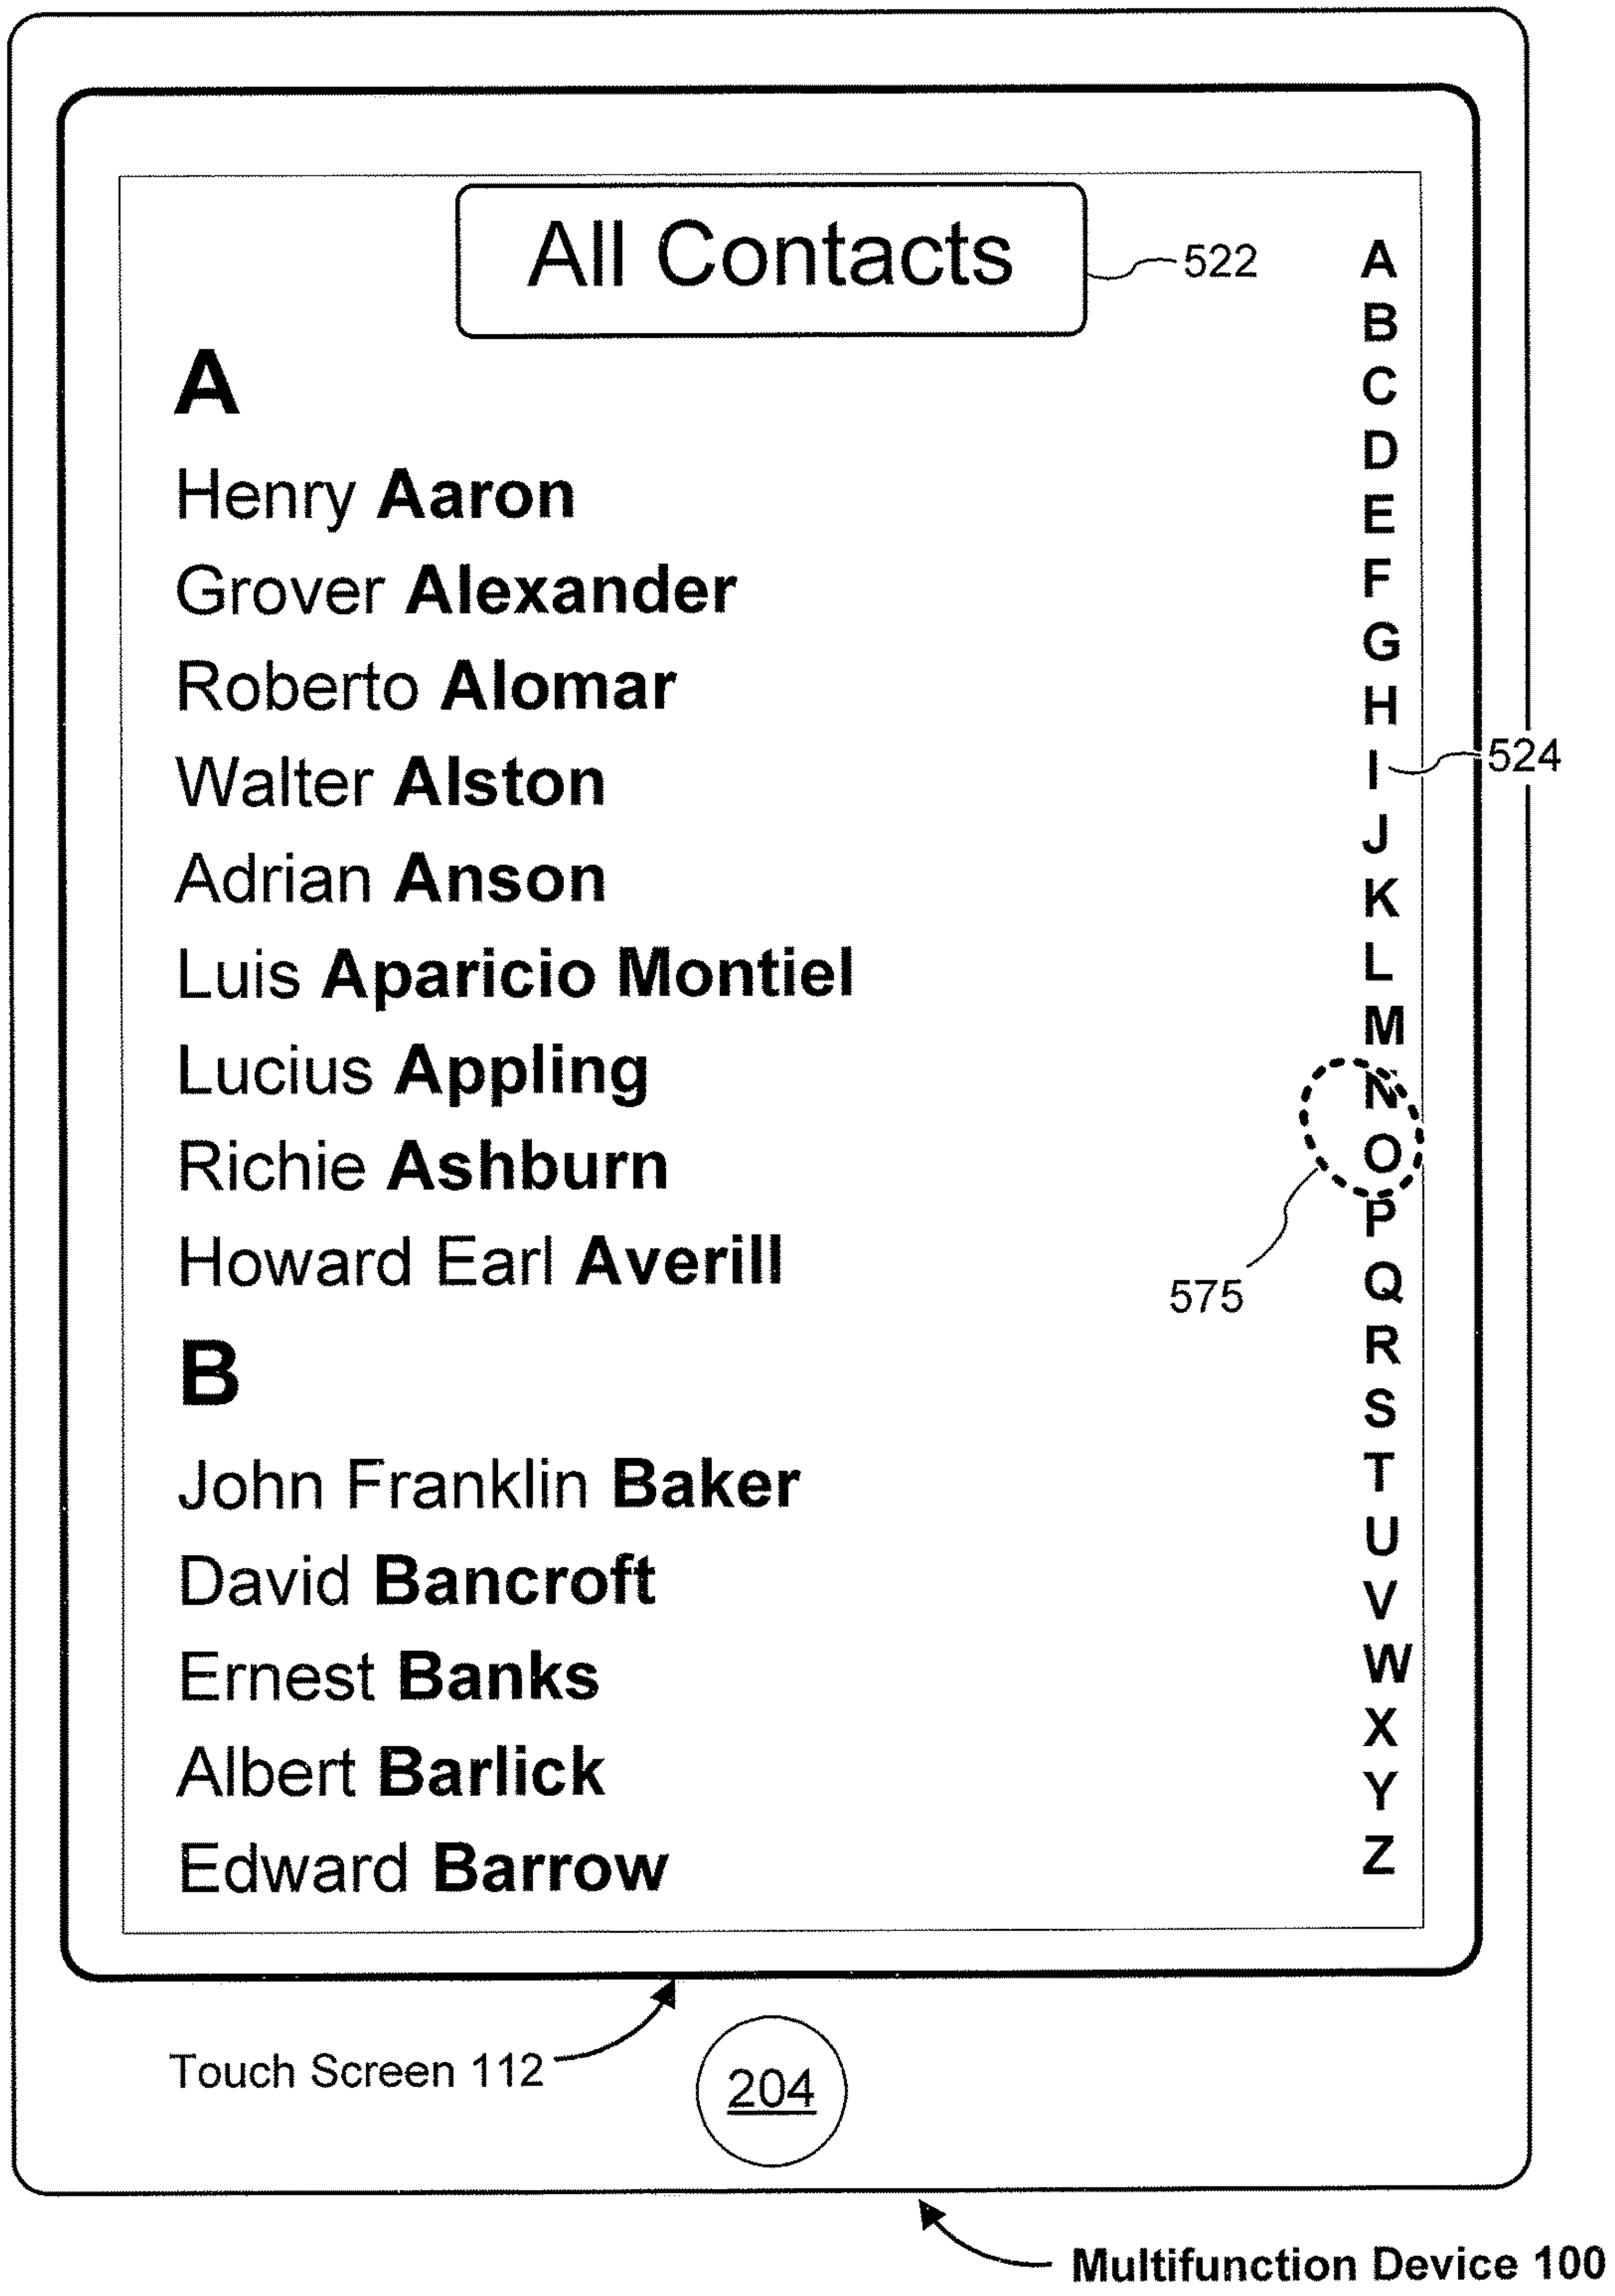 All Contacts
522
A
Henry Aaron
Grover Alexander
Roberto Alomar
Walter Alston
Adrian Anson
Luis Aparicio Montiel
Lucius Appling
Richie Ashburn
Howard Earl Averill
B
John Franklin Baker
David Bancroft
Ernest Banks
Albert Barlick
Edward Barrow
A
B
C
D
E
F
G
H
I
524
J
K
L
M
N
O
P
575
Q
R
S
T
U
V
W
X
Y
Z
Touch Screen 112
204
Multifunction Device 100